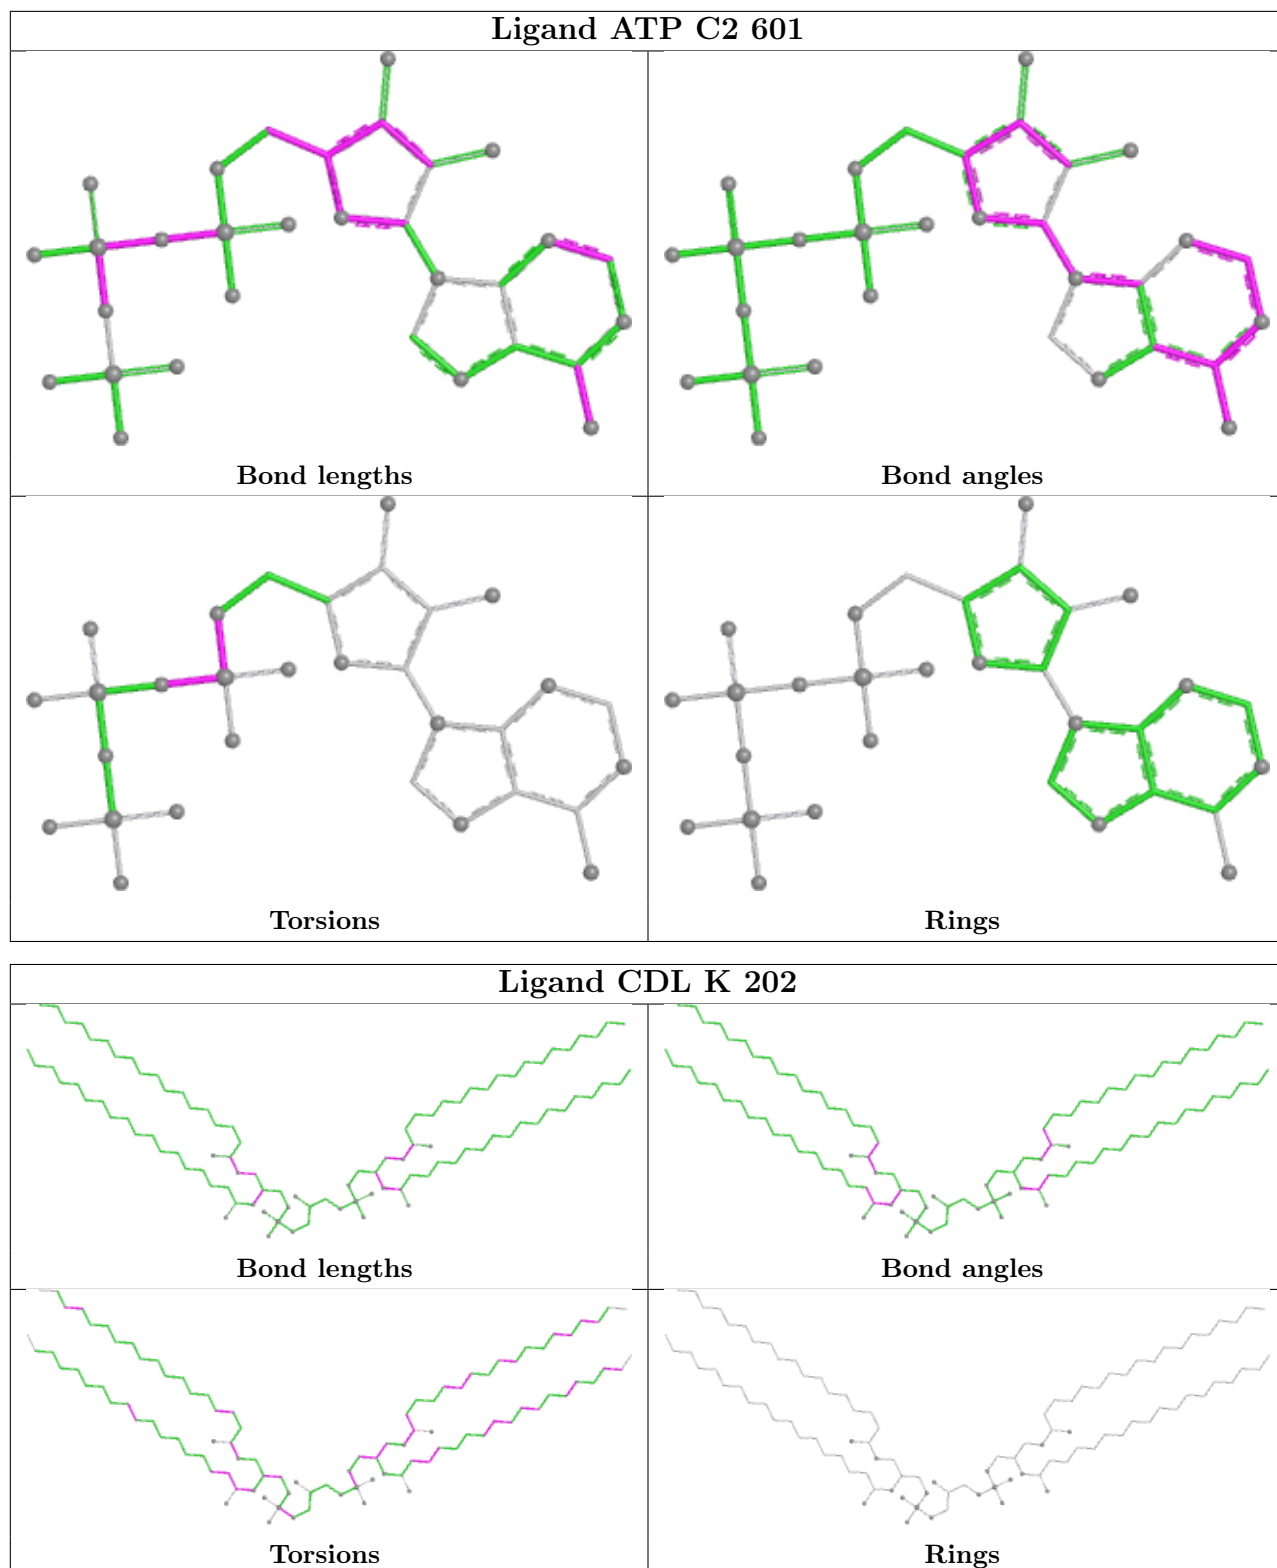 Ligand ATP C2 601
Bond lengths
Bond angles
Torsions
Rings
Ligand CDL K 202
Bond lengths
Bond angles
Torsions
Rings